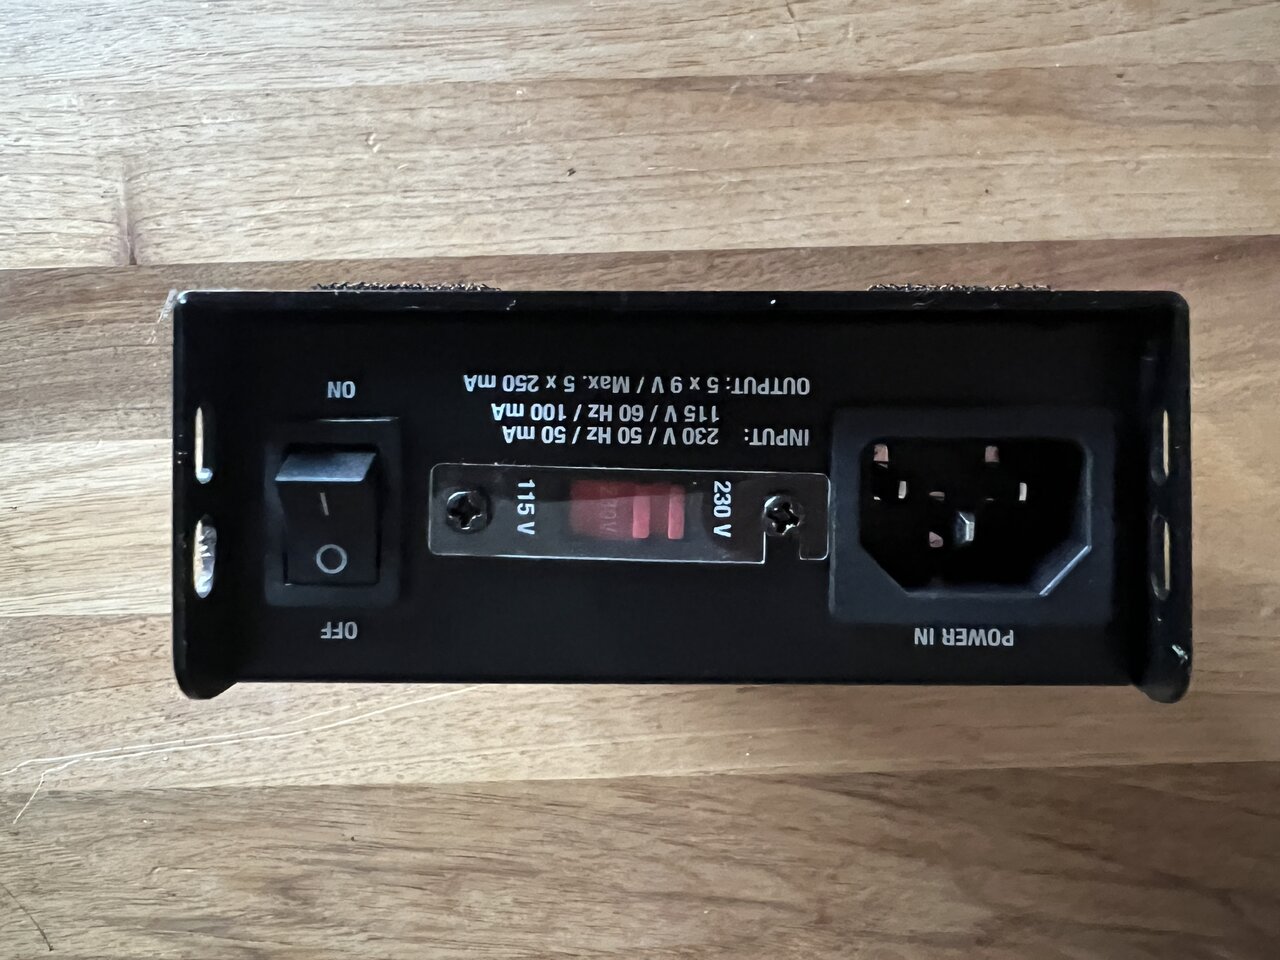 POWER IN
OFF
230 V
230V
115 V
INPUT: 230 V / 50 Hz / 50 mA
115 V / 60 Hz / 100 mA
OUTPUT: 5 x 9 V / Max. 5 x 250 mA
ON